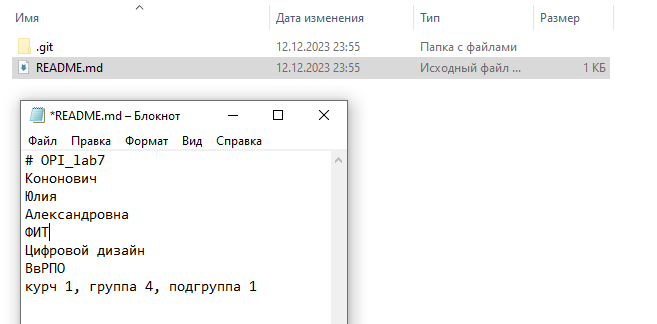 Имя Дата изменения Тип Размер
.git 12.12.2023 23:55 Папка с файлами
README.md 12.12.2023 23:55 Исходный файл ... 1 КБ
*README.md – Блокнот
Файл Правка Формат Вид Справка
# OPI_lab7
Кононович
Юлия
Александровна
ФИТ
Цифровой дизайн
ВвРПО
курч 1, группа 4, подгруппа 1